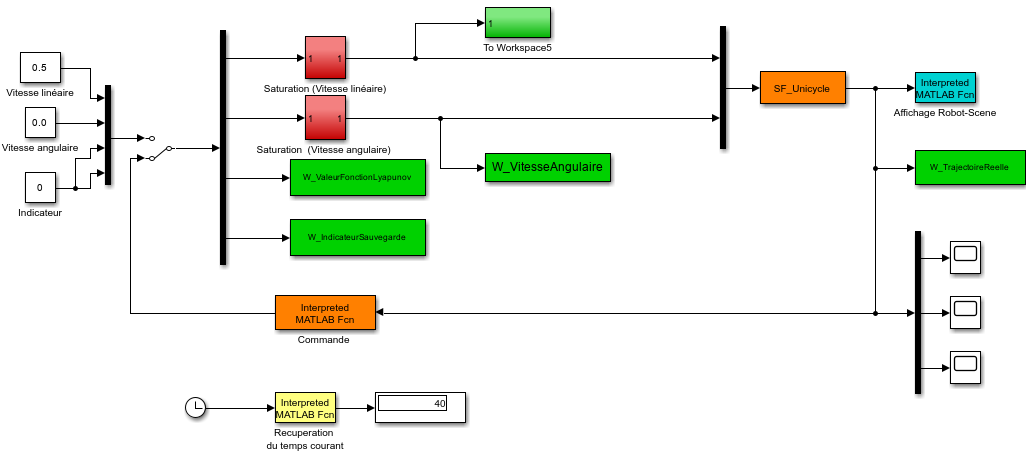 1
To Workspace5
0.5
Vitesse linéaire
1 1
Saturation (Vitesse linéaire)
SF_Unicycle
Interpreted
MATLAB Fcn
Affichage Robot-Scene
0.0
Vitesse angulaire
1 1
Saturation (Vitesse angulaire)
W_VitesseAngulaire
W_TrajectoireReelle
0
Indicateur
W_ValeurFonctionLyapunov
W_IndicateurSauvegarde
Interpreted
MATLAB Fcn
Commande
Interpreted
MATLAB Fcn
40
Recuperation
du temps courant